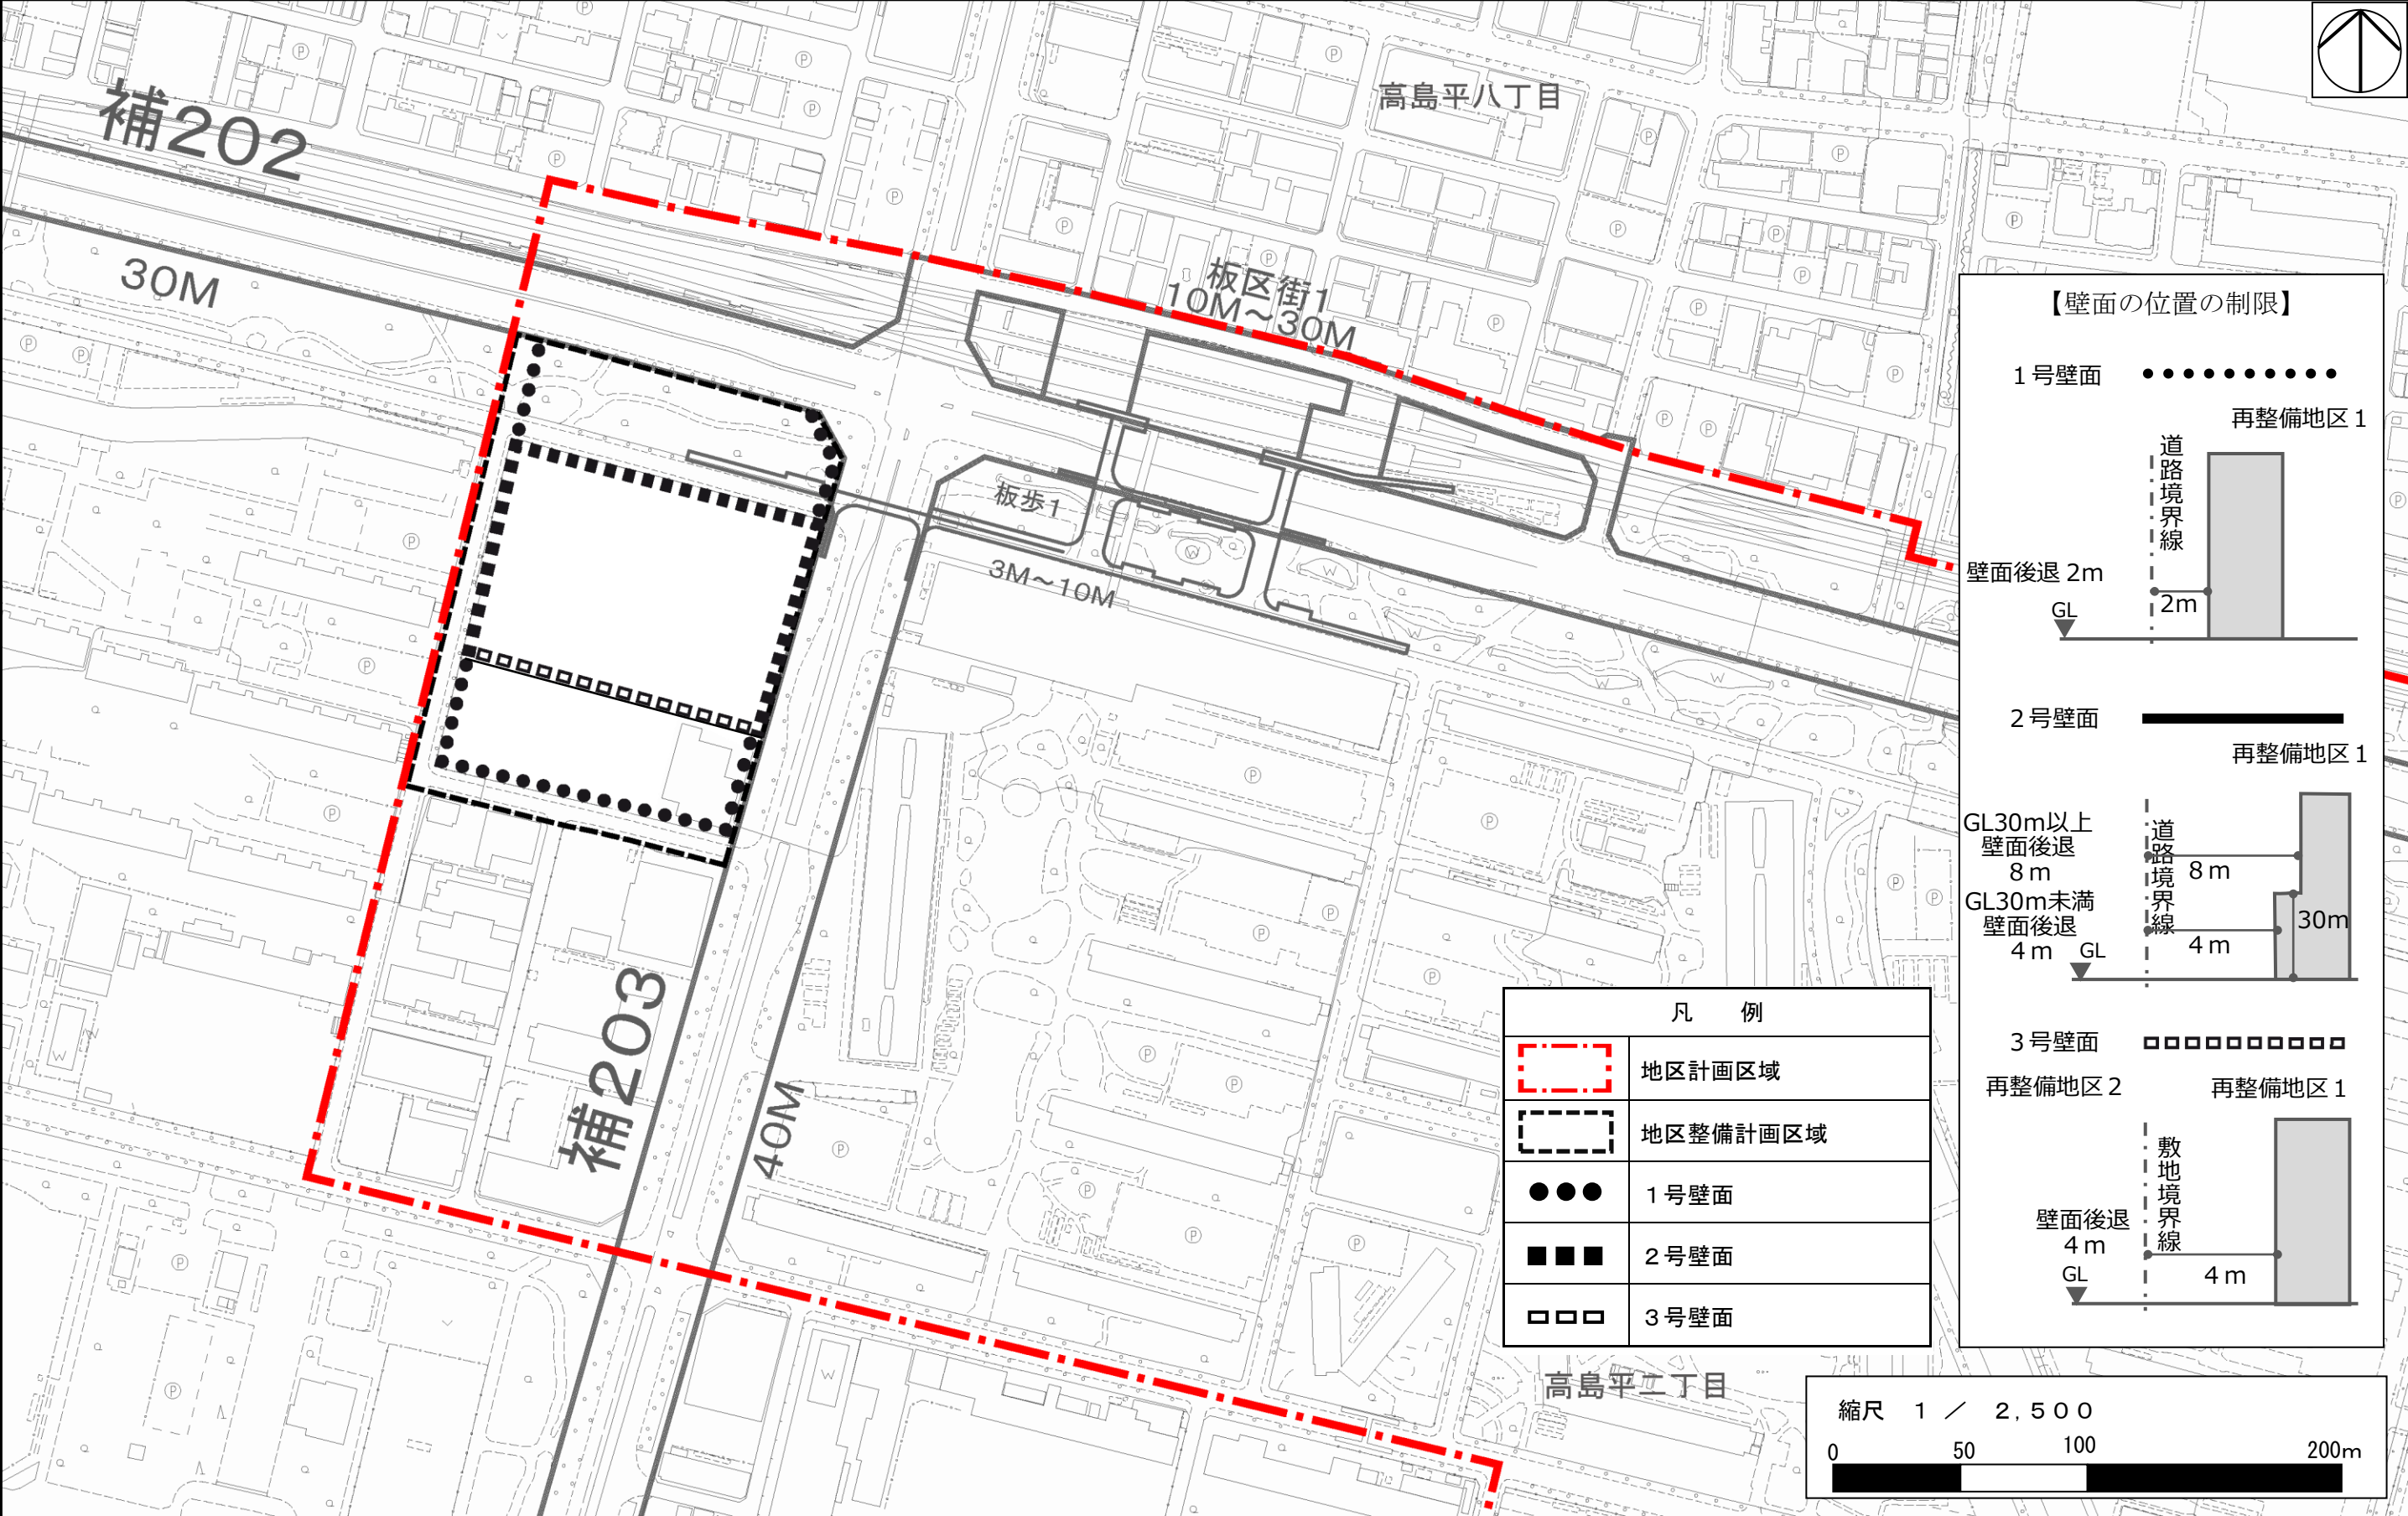 高島平八丁目
補202
30M
板区街1
10M～30M
板歩1
3M～10M
補203
40M
高島平二丁目
【壁面の位置の制限】
1号壁面
再整備地区1
道路境界線
壁面後退 2m
2m
GL
2号壁面
再整備地区1
道路境界線
GL30m以上
壁面後退
8m
8m
GL30m未満
壁面後退
4m
4m
30m
GL
3号壁面
再整備地区2
再整備地区1
敷地境界線
壁面後退
4m
4m
GL
凡　例
地区計画区域
地区整備計画区域
1号壁面
2号壁面
3号壁面
縮尺　1 ／ 2,500
0 50 100 200m